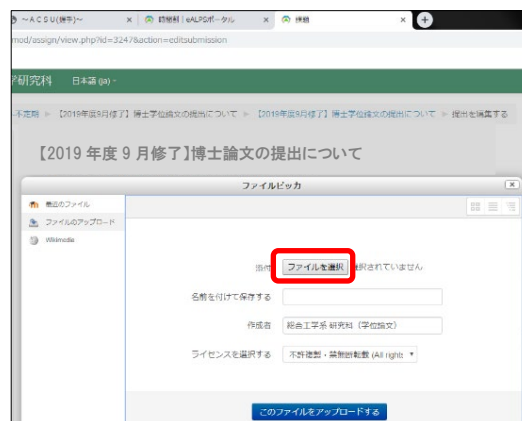 ～ＡＣＳＵ(握手)～
時間割 | eALPSポータル
課題
mod/assign/view.php?id=3247&action=editsubmission
学研究科
日本語 (ja)
不定期 ▶ 【2019年度9月修了】博士学位論文の提出について ▶ 【2019年度9月修了】博士学位論文の提出について ▶ 提出を編集する
【2019 年度 9 月修了】博士論文の提出について
ファイルピッカ
最近のファイル
ファイルのアップロード
Wikimedia
添付
ファイルを選択
選択されていません
名前を付けて保存する
作成者
総合工学系 研究科（学位論文）
ライセンスを選択する
不許複製・禁無断転載 (All rights
このファイルをアップロードする